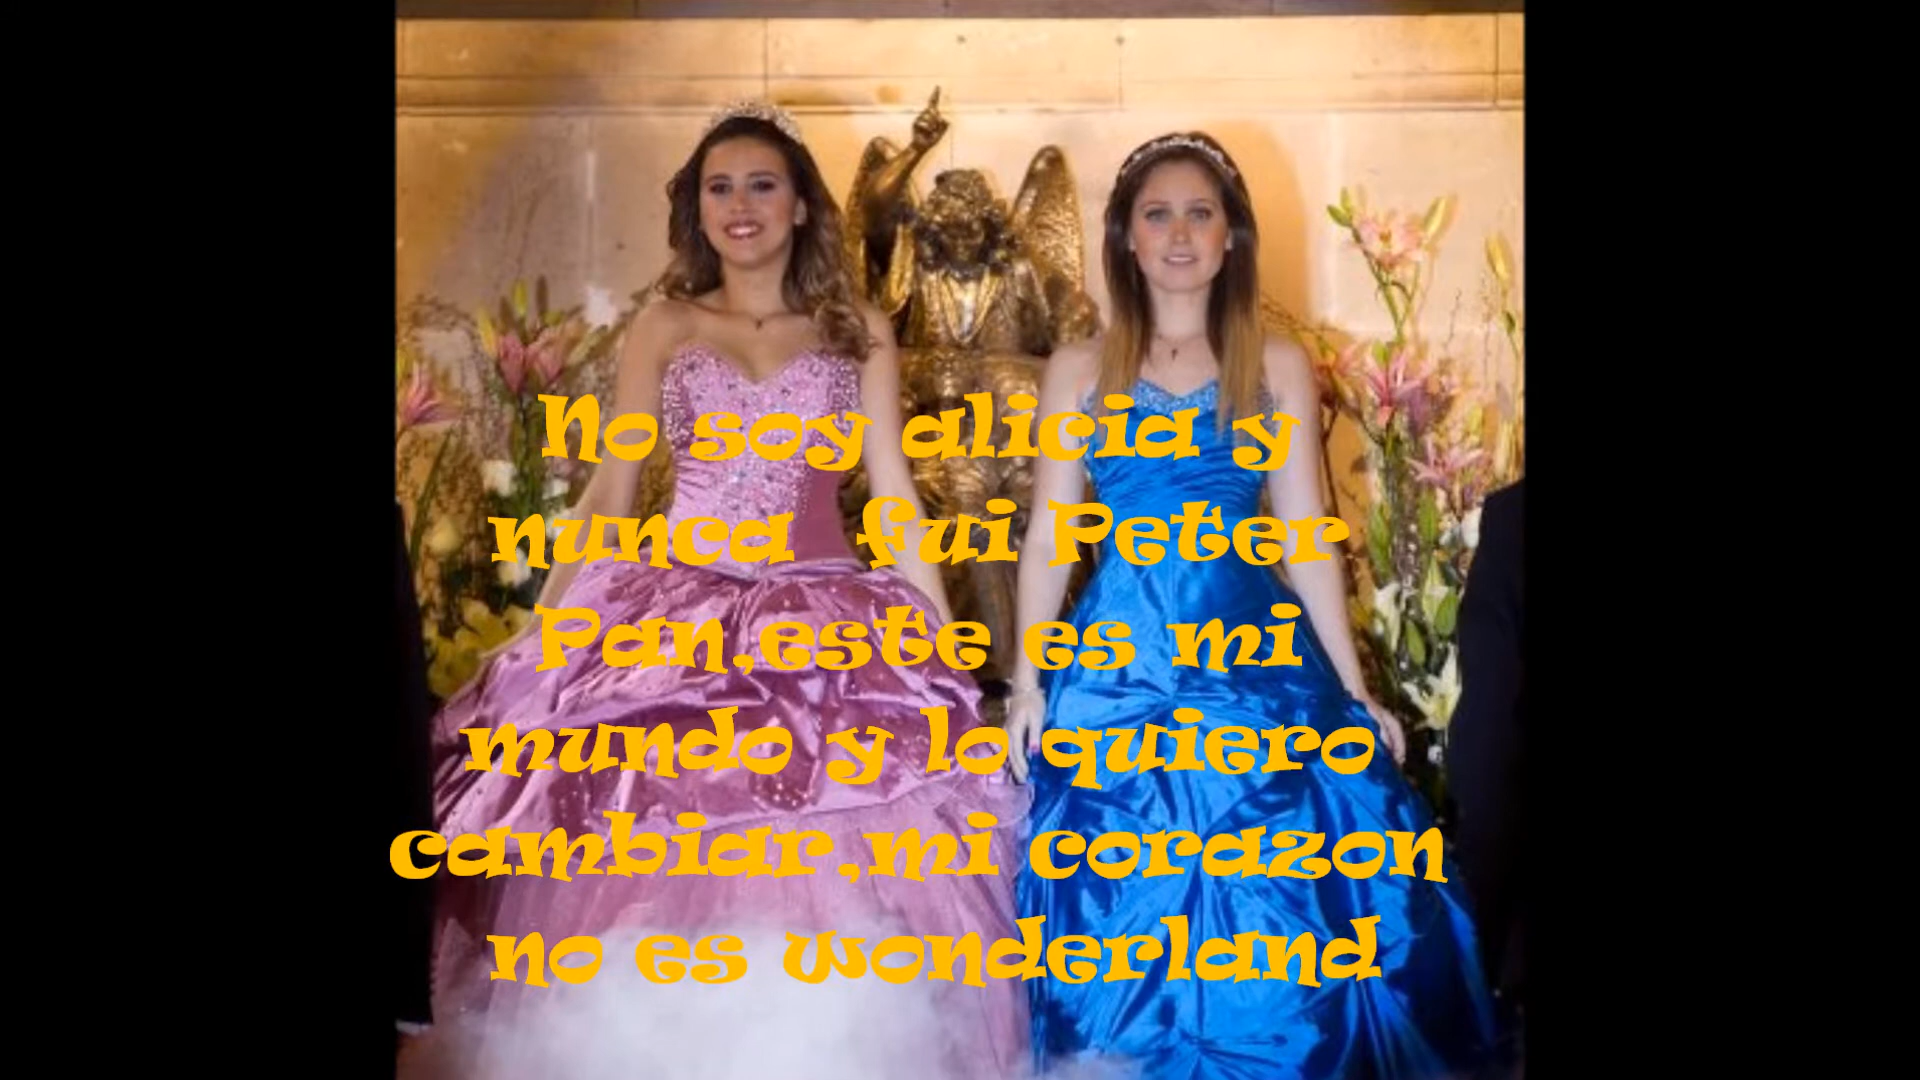 No soy alicia y
nunca fui Peter
Pan,este es mi
mundo y lo quiero
cambiar,mi corazon
no es wonderland